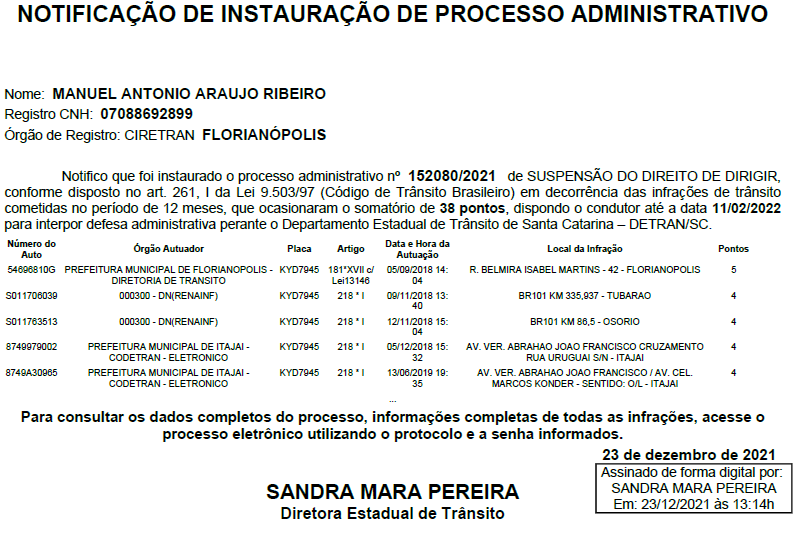 NOTIFICAÇÃO DE INSTAURAÇÃO DE PROCESSO ADMINISTRATIVO
Nome: MANUEL ANTONIO ARAUJO RIBEIRO
Registro CNH: 07088692899
Órgão de Registro: CIRETRAN FLORIANÓPOLIS
Notifico que foi instaurado o processo administrativo nº 152080/2021 de SUSPENSÃO DO DIREITO DE DIRIGIR,
conforme disposto no art. 261, I da Lei 9.503/97 (Código de Trânsito Brasileiro) em decorrência das infrações de trânsito
cometidas no período de 12 meses, que ocasionaram o somatório de 38 pontos, dispondo o condutor até a data 11/02/2022
para interpor defesa administrativa perante o Departamento Estadual de Trânsito de Santa Catarina – DETRAN/SC.
Número do Auto Órgão Autuador Placa Artigo Data e Hora da Autuação Local da Infração Pontos
54696810G PREFEITURA MUNICIPAL DE FLORIANOPOLIS - 181*XVII c/ KYD7945 05/09/2018 14: R. BELMIRA ISABEL MARTINS - 42 - FLORIANOPOLIS 5
DIRETORIA DE TRANSITO Lei13146 04
S011706039 000300 - DN(RENAINF) KYD7945 218 * I 09/11/2018 13: BR101 KM 335,937 - TUBARAO 4
40
S011763513 000300 - DN(RENAINF) KYD7945 218 * I 12/11/2018 15: BR101 KM 86,5 - OSORIO 4
04
8749979002 PREFEITURA MUNICIPAL DE ITAJAI - KYD7945 218 * I 05/12/2018 15: AV. VER. ABRAHAO JOAO FRANCISCO CRUZAMENTO 4
CODETRAN - ELETRONICO 32 RUA URUGUAI S/N - ITAJAI
8749A30965 PREFEITURA MUNICIPAL DE ITAJAI - KYD7945 218 * I 13/06/2019 19: AV. VER. ABRAHAO JOAO FRANCISCO / AV. CEL. 4
CODETRAN - ELETRONICO 35 MARCOS KONDER - SENTIDO: O/L - ITAJAI
...
Para consultar os dados completos do processo, informações completas de todas as infrações, acesse o
processo eletrônico utilizando o protocolo e a senha informados.
23 de dezembro de 2021
Assinado de forma digital por:
SANDRA MARA PEREIRA
Em: 23/12/2021 às 13:14h
SANDRA MARA PEREIRA
Diretora Estadual de Trânsito